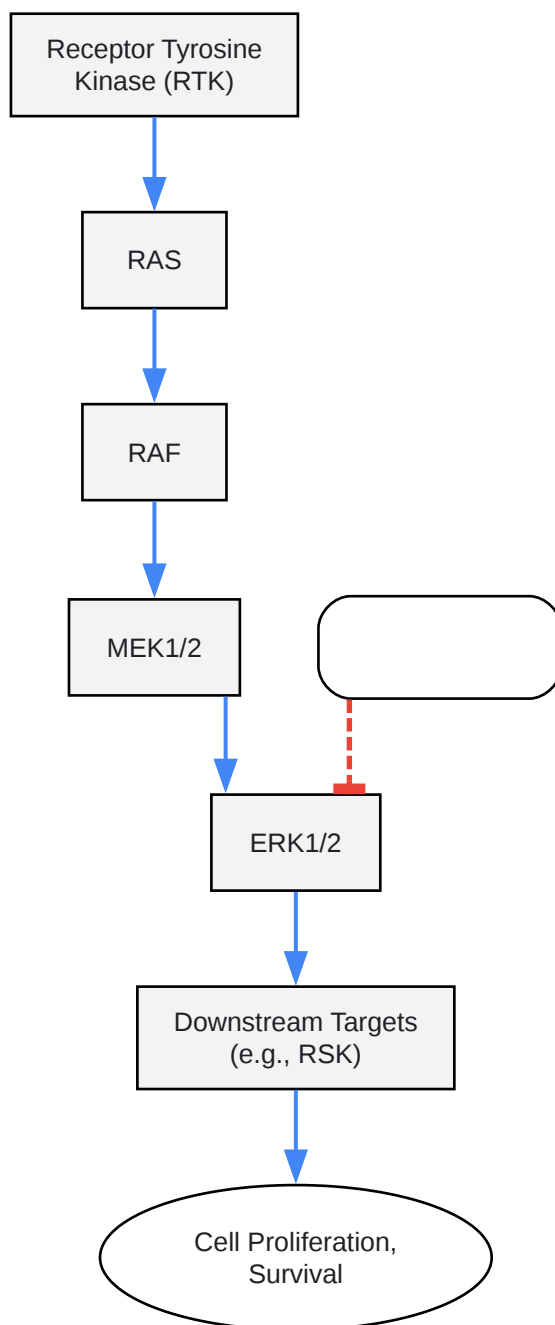 Receptor Tyrosine
Kinase (RTK)
RAS
RAF
MEK1/2
ERK1/2
Downstream Targets
(e.g., RSK)
Cell Proliferation,
Survival